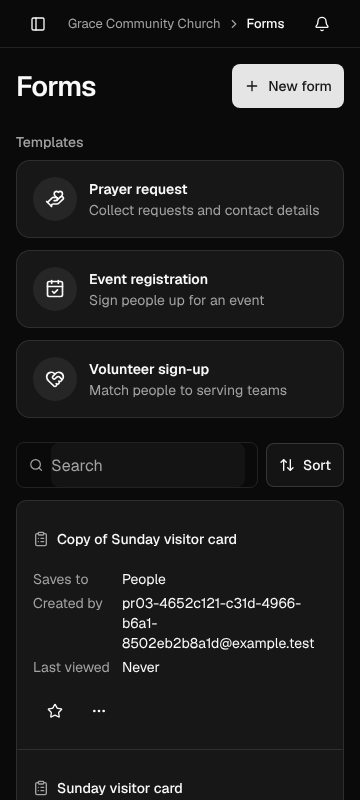 Grace Community Church > Forms
Forms
+ New form
Templates
Prayer request
Collect requests and contact details
Event registration
Sign people up for an event
Volunteer sign-up
Match people to serving teams
Search
Sort
Copy of Sunday visitor card
Saves to People
Created by pr03-4652c121-c31d-4966-
b6a1-
8502eb2b8a1d@example.test
Last viewed Never
Sunday visitor card